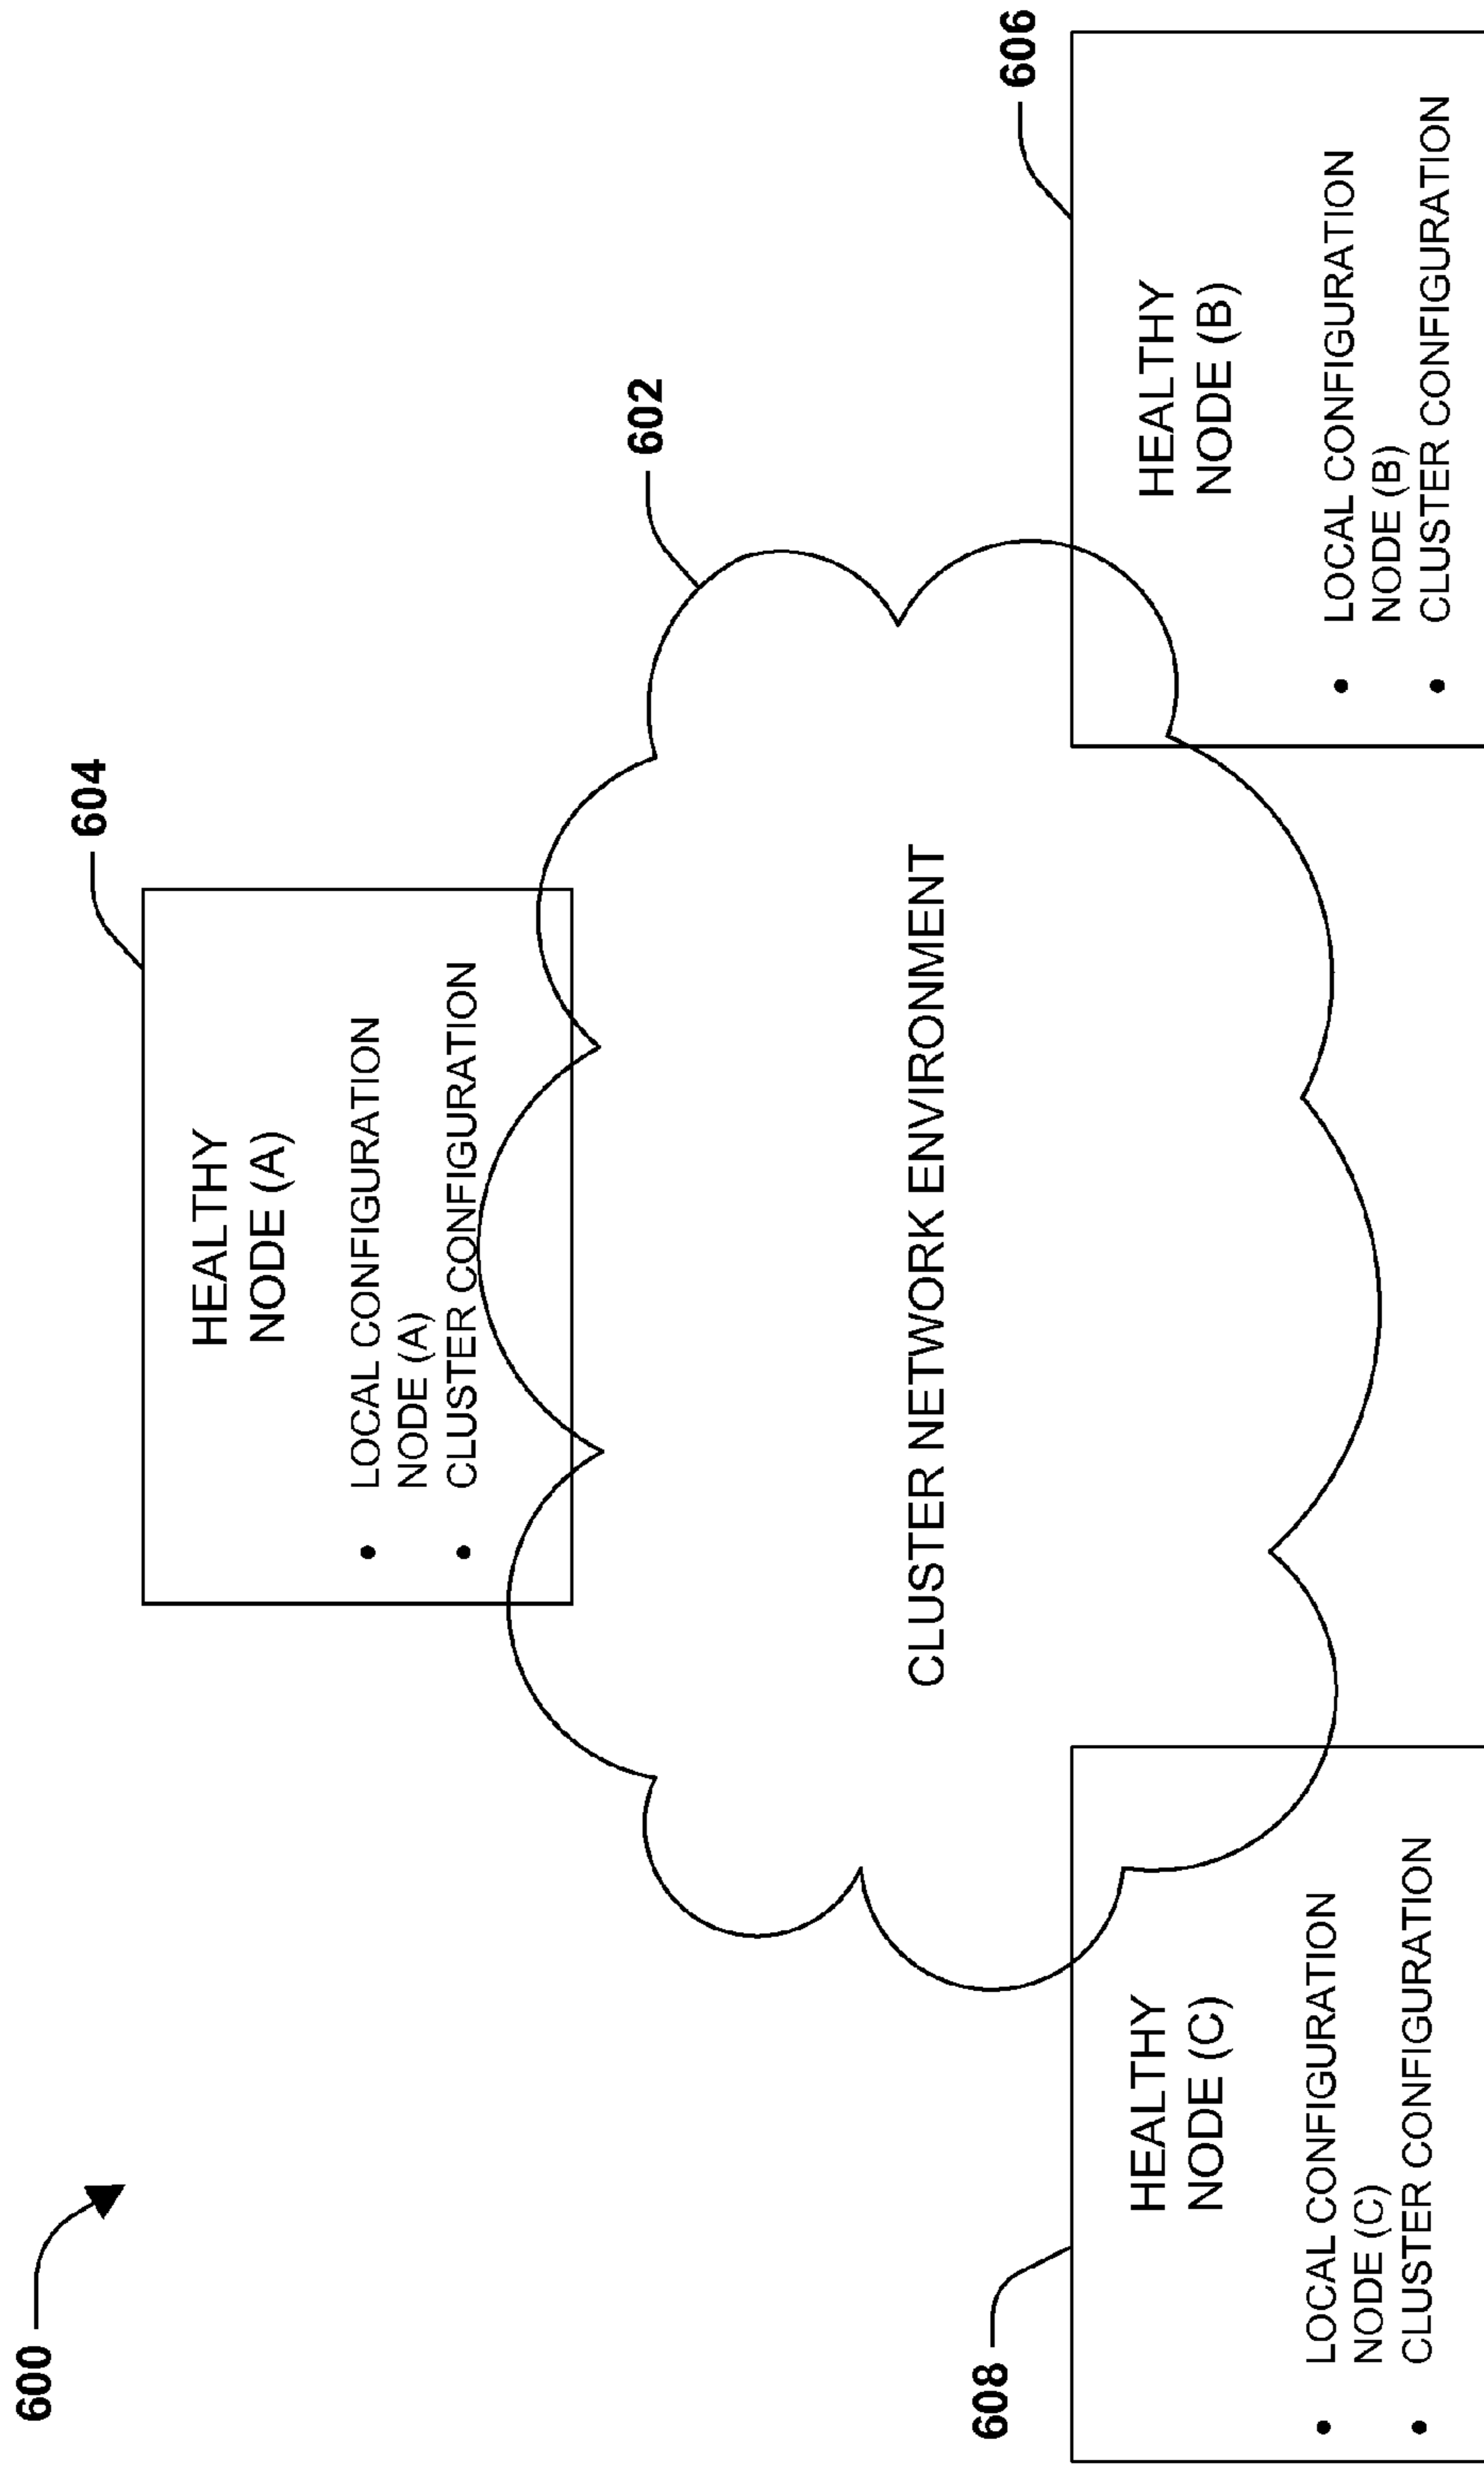 600
604
HEALTHY
NODE (A)
• LOCAL CONFIGURATION
NODE (A)
• CLUSTER CONFIGURATION
602
CLUSTER NETWORK ENVIRONMENT
608
HEALTHY
NODE (C)
• LOCAL CONFIGURATION
NODE (C)
• CLUSTER CONFIGURATION
606
HEALTHY
NODE (B)
• LOCAL CONFIGURATION
NODE (B)
• CLUSTER CONFIGURATION